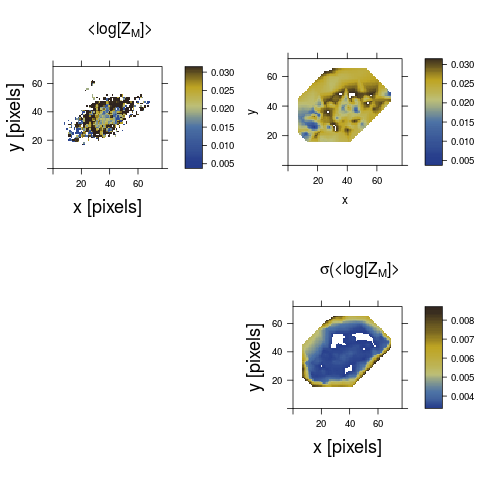 <log[Z_M]>
60
40
20
20 40 60
x [pixels]
y [pixels]
0.030
0.025
0.020
0.015
0.010
0.005
60
40
20
20 40 60
x
y
0.030
0.025
0.020
0.015
0.010
0.005
σ(<log[Z_M]>
60
40
20
20 40 60
x [pixels]
y [pixels]
0.008
0.007
0.006
0.005
0.004